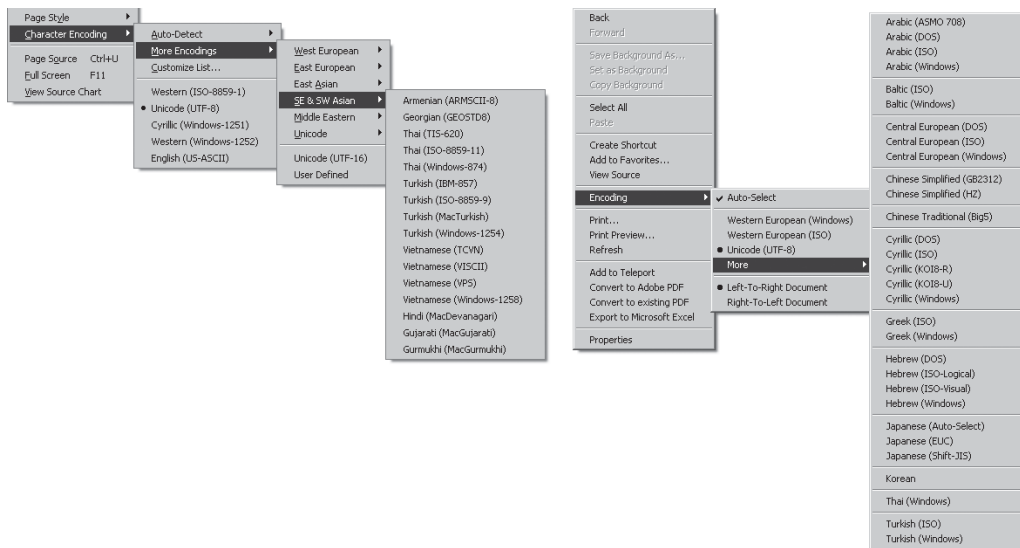 Page Style
Character Encoding
Page Source Ctrl+U
Full Screen F11
View Source Chart
Auto-Detect
More Encodings
Customize List...
Western (ISO-8859-1)
Unicode (UTF-8)
Cyrillic (Windows-1251)
Western (Windows-1252)
English (US-ASCII)
West European
East European
East Asian
SE & SW Asian
Middle Eastern
Unicode
Unicode (UTF-16)
User Defined
Armenian (ARMSCII-8)
Georgian (GEOSTD8)
Thai (TIS-620)
Thai (ISO-8859-11)
Thai (Windows-874)
Turkish (IBM-857)
Turkish (ISO-8859-9)
Turkish (MacTurkish)
Turkish (Windows-1254)
Vietnamese (TCVN)
Vietnamese (VISCII)
Vietnamese (VPS)
Vietnamese (Windows-1258)
Hindi (MacDevanagari)
Gujarati (MacGujarati)
Gurmukhi (MacGurmukhi)
Back
Forward
Save Background As...
Set as Background
Copy Background
Select All
Paste
Create Shortcut
Add to Favorites...
View Source
Encoding
Print...
Print Preview...
Refresh
Add to Teleport
Convert to Adobe PDF
Convert to existing PDF
Export to Microsoft Excel
Properties
Auto-Select
Western European (Windows)
Western European (ISO)
Unicode (UTF-8)
More
Left-To-Right Document
Right-To-Left Document
Arabic (ASMO 708)
Arabic (DOS)
Arabic (ISO)
Arabic (Windows)
Baltic (ISO)
Baltic (Windows)
Central European (DOS)
Central European (ISO)
Central European (Windows)
Chinese Simplified (GB2312)
Chinese Simplified (HZ)
Chinese Traditional (Big5)
Cyrillic (DOS)
Cyrillic (ISO)
Cyrillic (KOI8-R)
Cyrillic (KOI8-U)
Cyrillic (Windows)
Greek (ISO)
Greek (Windows)
Hebrew (DOS)
Hebrew (ISO-Logical)
Hebrew (ISO-Visual)
Hebrew (Windows)
Japanese (Auto-Select)
Japanese (EUC)
Japanese (Shift-JIS)
Korean
Thai (Windows)
Turkish (ISO)
Turkish (Windows)